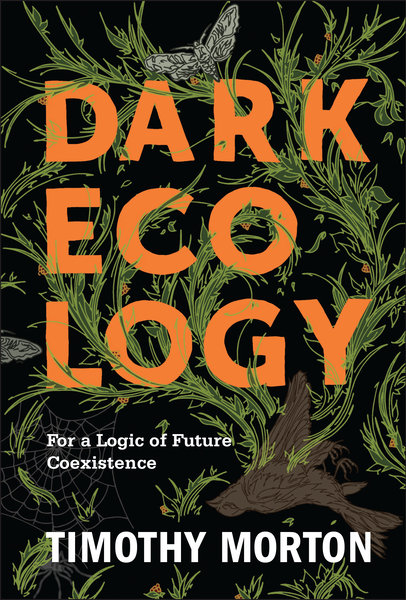 DARK
ECO
LOGY
For a Logic of Future
Coexistence
TIMOTHY MORTON